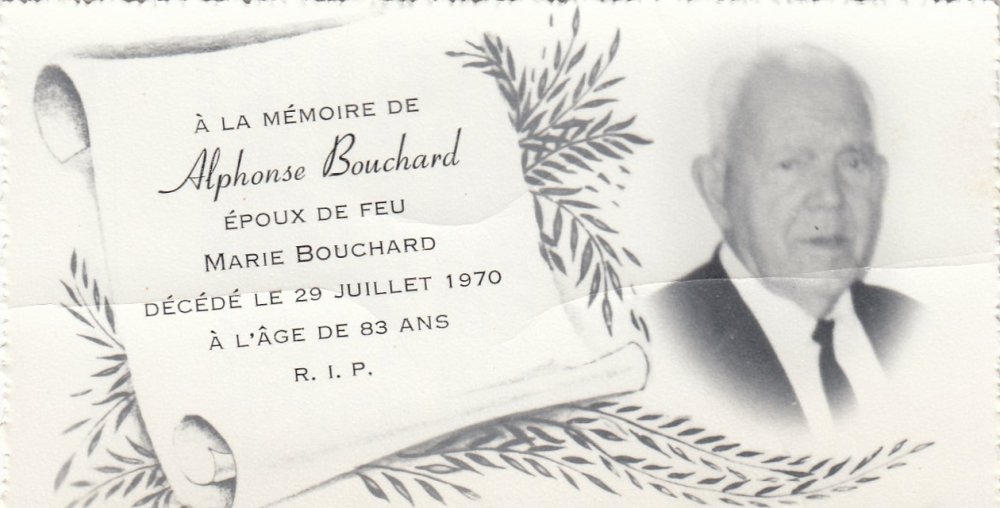 À LA MÉMOIRE DE
Alphonse Bouchard
ÉPOUX DE FEU
MARIE BOUCHARD
DÉCÉDÉ LE 29 JUILLET 1970
À L'ÂGE DE 83 ANS
R. I. P.